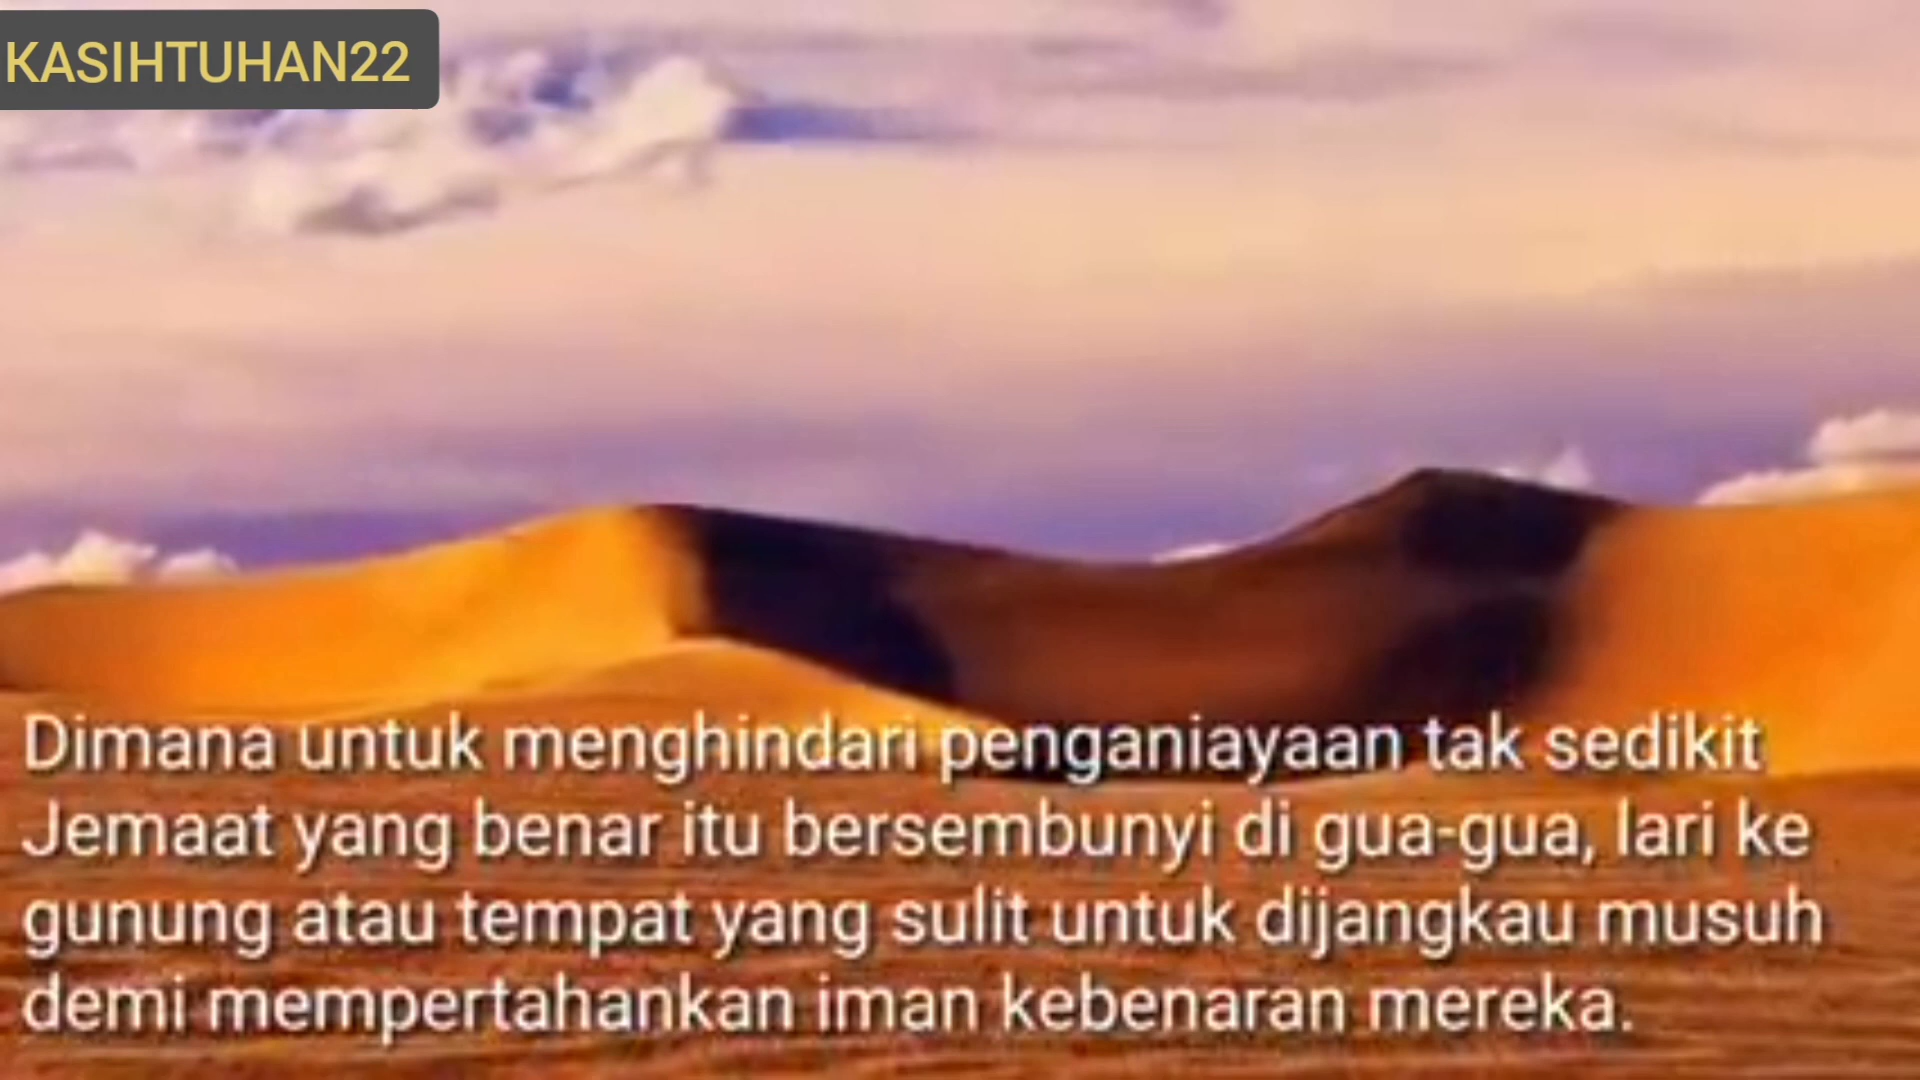 KASIHTUHAN22
Dimana untuk menghindari penganiayaan tak sedikit
Jemaat yang benar itu bersembunyi di gua-gua, lari ke
gunung atau tempat yang sulit untuk dijangkau musuh
demi mempertahankan iman kebenaran mereka.